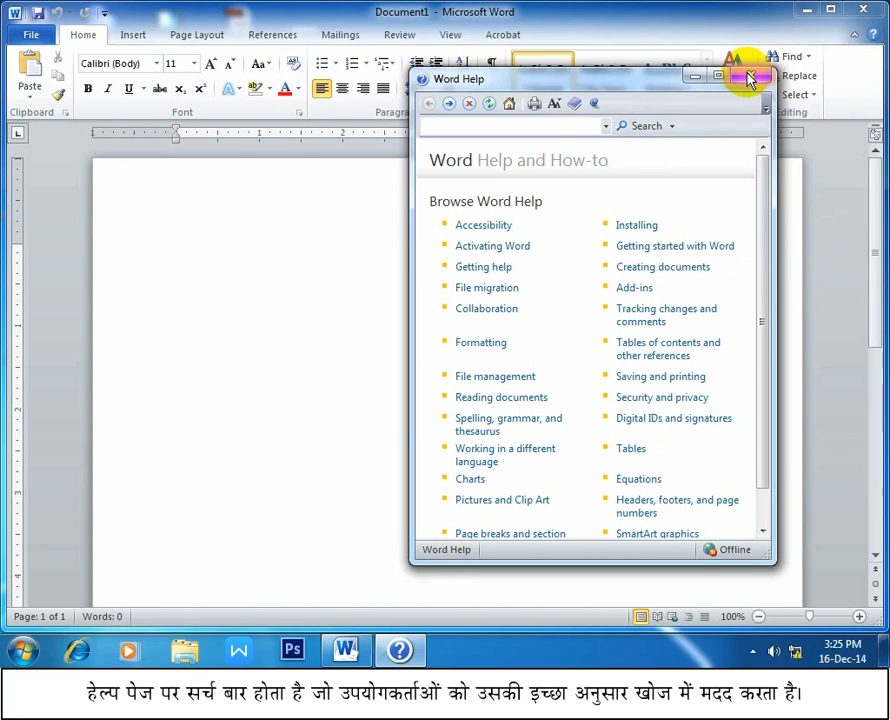 Document1 - Microsoft Word
File Home Insert Page Layout References Mailings Review View Acrobat
Calibri (Body) 11
Paste
B I U abc x₂ x²
Find
Replace
Select
Clipboard Font Paragr Editing
Word Help
Search
Word Help and How-to
Browse Word Help
Accessibility Installing
Activating Word Getting started with Word
Getting help Creating documents
File migration Add-ins
Collaboration Tracking changes and
comments
Formatting Tables of contents and
other references
File management Saving and printing
Reading documents Security and privacy
Spelling, grammar, and Digital IDs and signatures
thesaurus
Working in a different Tables
language
Charts Equations
Pictures and Clip Art Headers, footers, and page
numbers
Page breaks and section SmartArt graphics
Word Help Offline
Page: 1 of 1 Words: 0 100%
3:25 PM
16-Dec-14
हेल्प पेज पर सर्च बार होता है जो उपयोगकर्ताओं को उसकी इच्छा अनुसार खोज में मदद करता है।